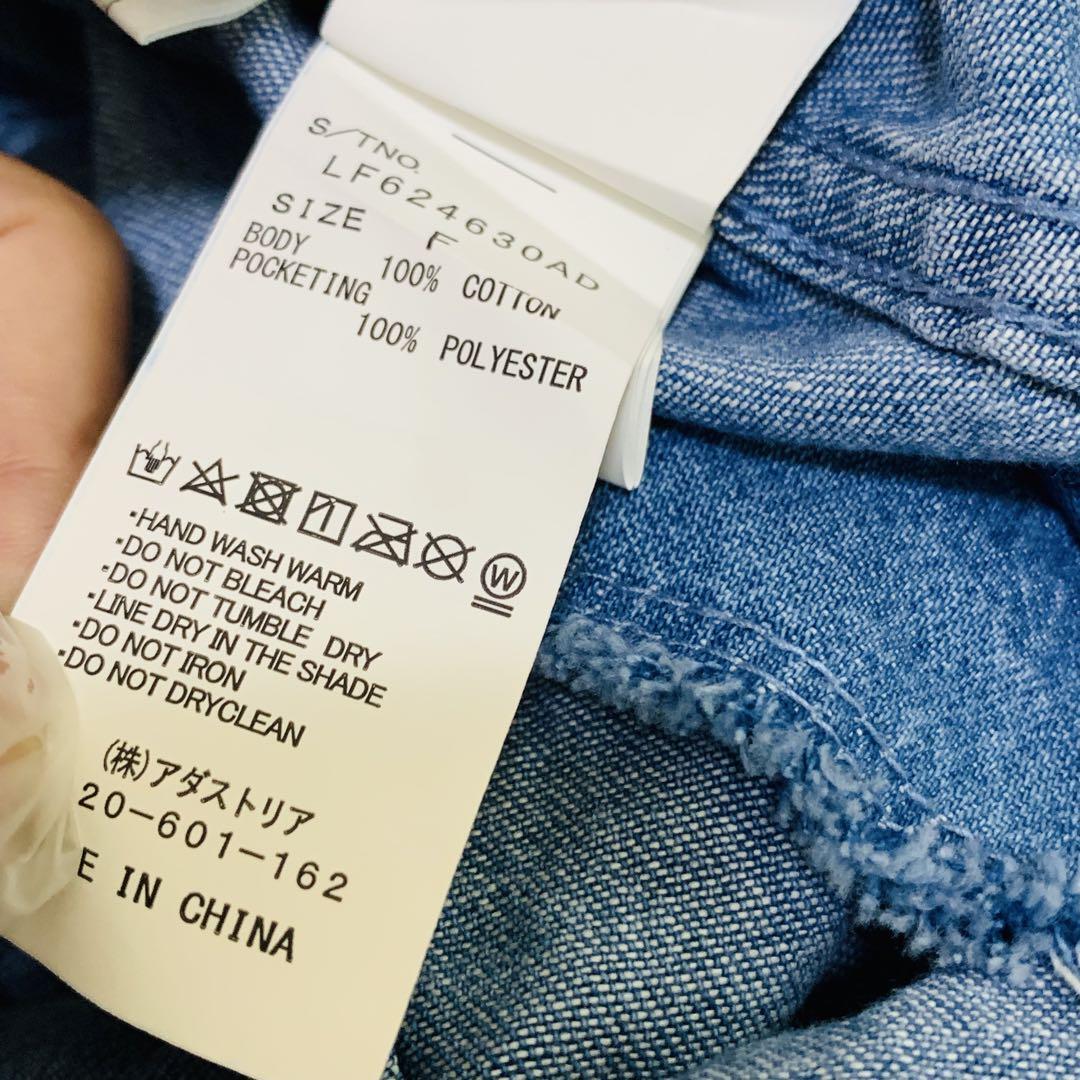 S/TNO.
LF624630AD
SIZE F
BODY
100% COTTON
POCKETING
100% POLYESTER
W
・HAND WASH WARM
・DO NOT BLEACH
・DO NOT TUMBLE DRY
・LINE DRY IN THE SHADE
・DO NOT IRON
・DO NOT DRYCLEAN
(株)アダストリア
20-601-162
E IN CHINA